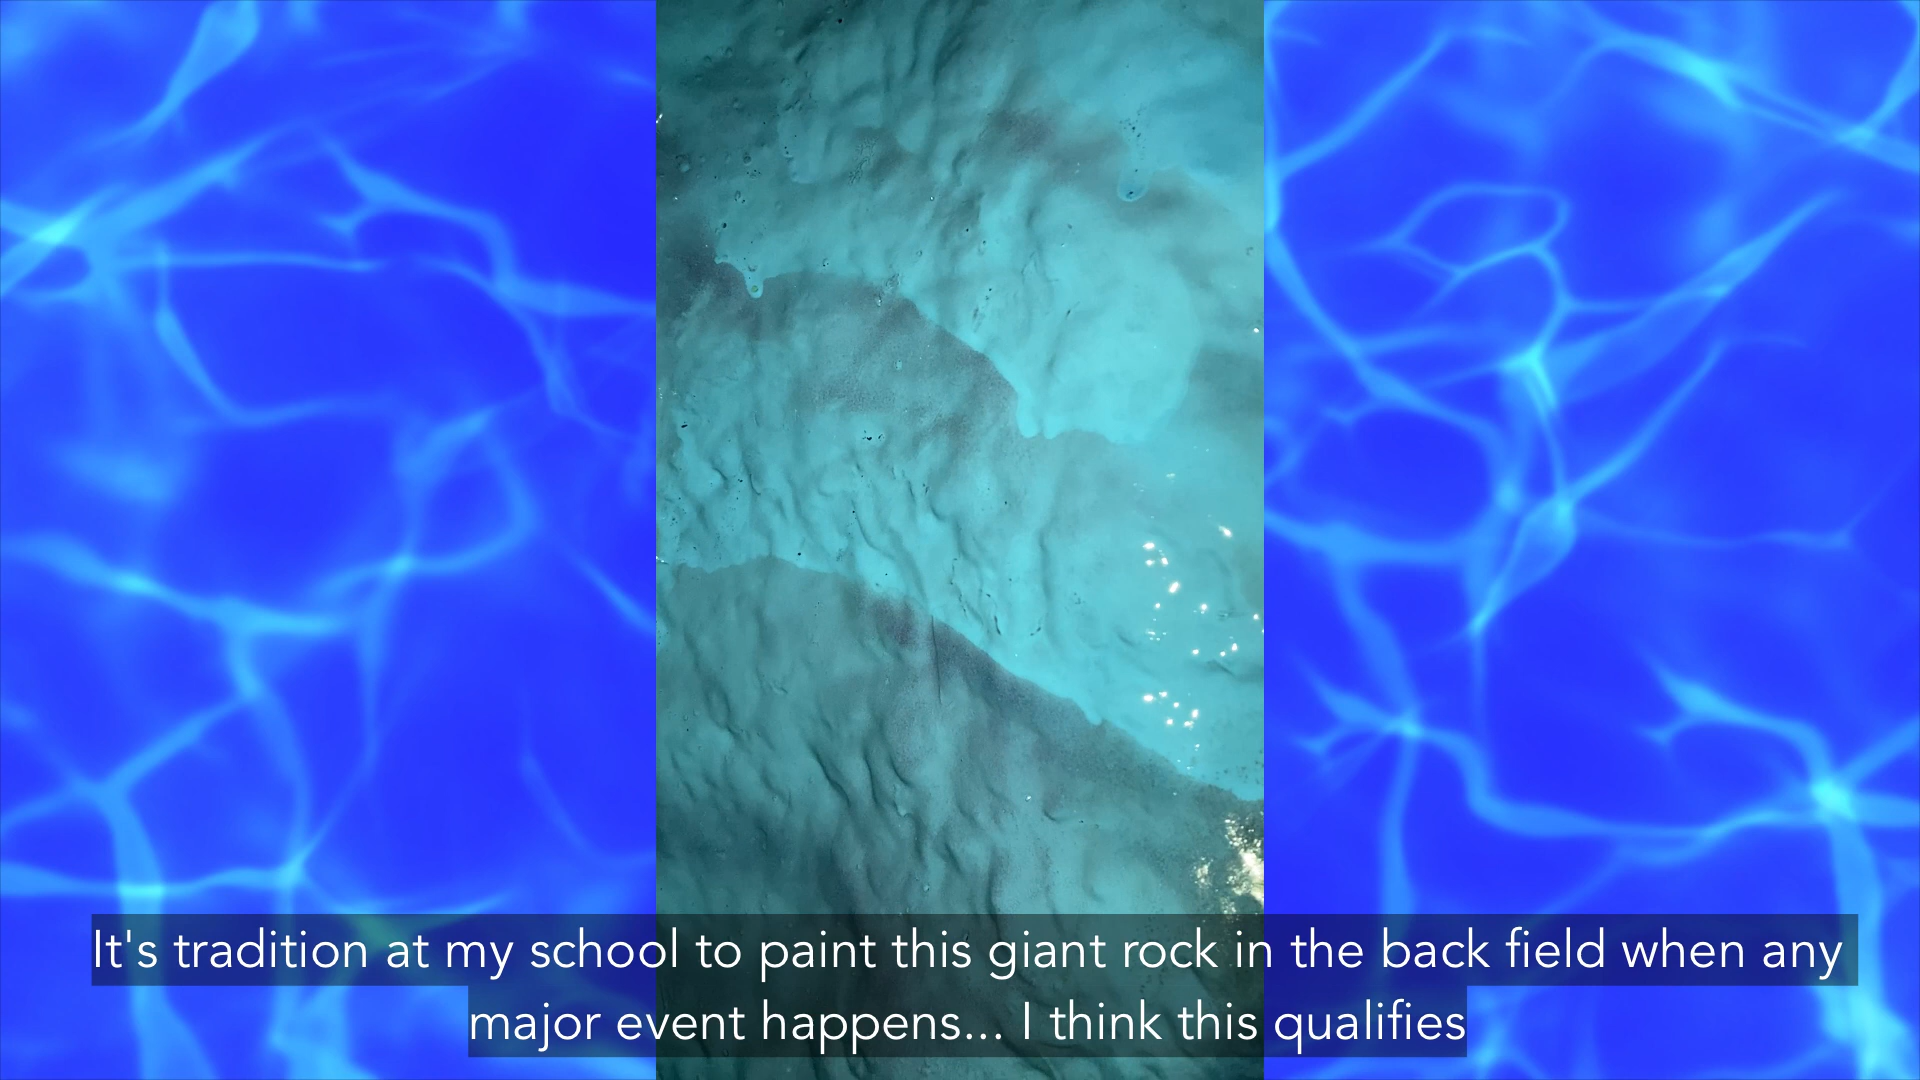 It's tradition at my school to paint this giant rock in the back field when any
major event happens... I think this qualifies